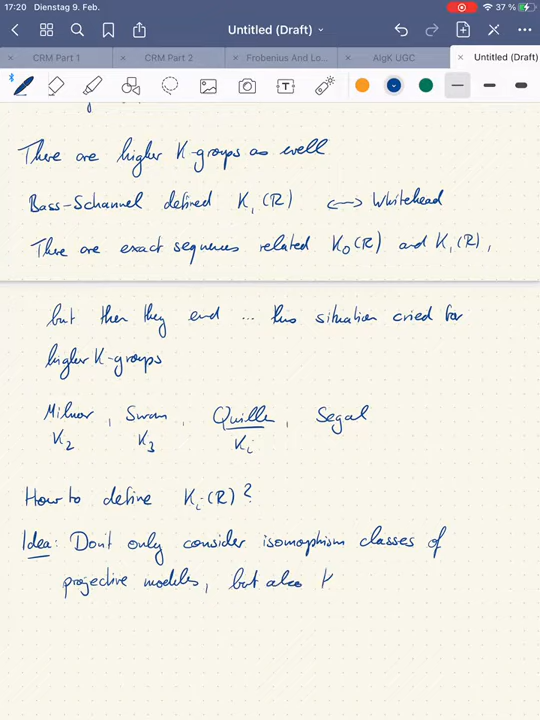 17:20 Dienstag 9. Feb. 37 %
Untitled (Draft)
CRM Part 1 CRM Part 2 Frobenius And Lo... AlgK UGC Untitled (Draft)
There are higher K-groups as well
Bass-Schannel defined K₁(R) ⟷ Whitehead
There are exact sequences related K₀(R) and K₁(R),
but then they end ... this situation cried for
higher K-groups
Milnor, Swan, Quillen, Segal
K₂ K₃ Kᵢ
How to define Kᵢ(R)?
Idea: Don't only consider isomorphism classes of
projective modules, but also